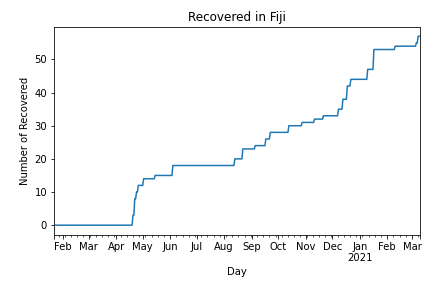 Recovered in Fiji
Number of Recovered
50
40
30
20
10
0
Feb Mar Apr May Jun Jul Aug Sep Oct Nov Dec Jan Feb Mar
2021
Day